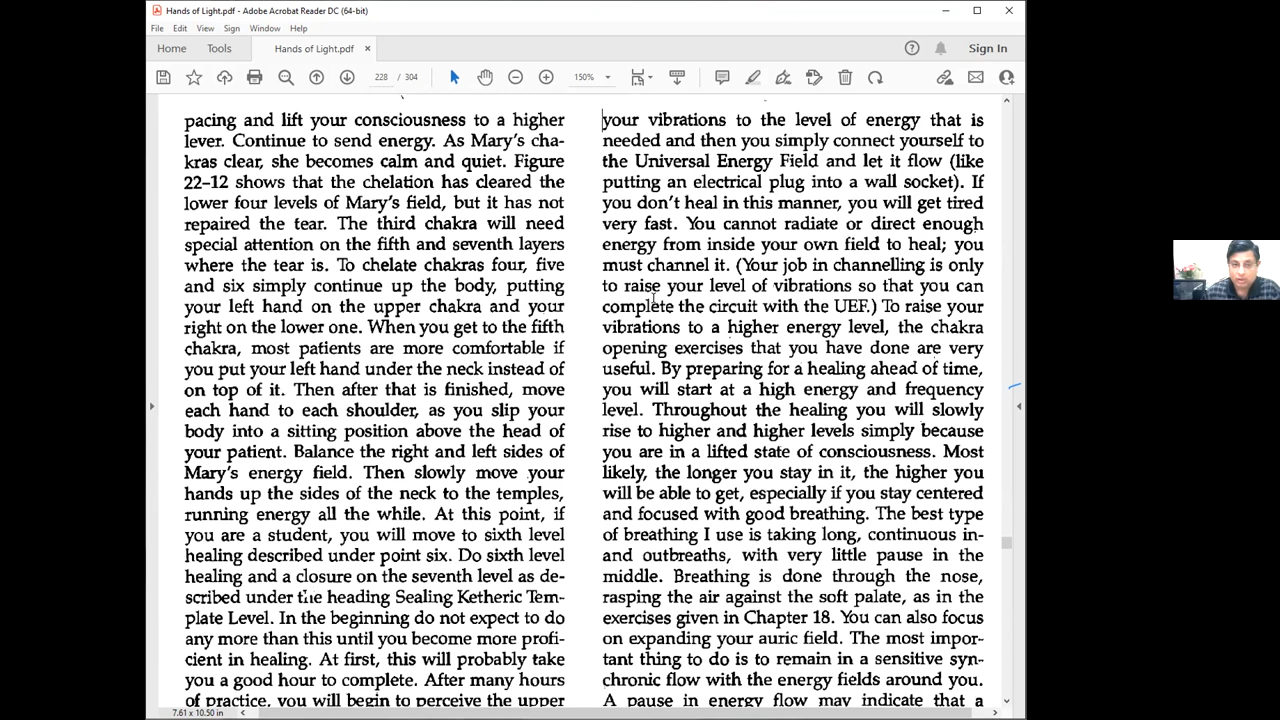 Hands of Light.pdf - Adobe Acrobat Reader DC (64-bit)
File Edit View Sign Window Help
Home Tools Hands of Light.pdf × Sign In
228 / 304 150%
pacing and lift your consciousness to a higher
lever. Continue to send energy. As Mary's cha-
kras clear, she becomes calm and quiet. Figure
22–12 shows that the chelation has cleared the
lower four levels of Mary's field, but it has not
repaired the tear. The third chakra will need
special attention on the fifth and seventh layers
where the tear is. To chelate chakras four, five
and six simply continue up the body, putting
your left hand on the upper chakra and your
right on the lower one. When you get to the fifth
chakra, most patients are more comfortable if
you put your left hand under the neck instead of
on top of it. Then after that is finished, move
each hand to each shoulder, as you slip your
body into a sitting position above the head of
your patient. Balance the right and left sides of
Mary's energy field. Then slowly move your
hands up the sides of the neck to the temples,
running energy all the while. At this point, if
you are a student, you will move to sixth level
healing described under point six. Do sixth level
healing and a closure on the seventh level as de-
scribed under the heading Sealing Ketheric Tem-
plate Level. In the beginning do not expect to do
any more than this until you become more profi-
cient in healing. At first, this will probably take
you a good hour to complete. After many hours
of practice, you will begin to perceive the upper
your vibrations to the level of energy that is
needed and then you simply connect yourself to
the Universal Energy Field and let it flow (like
putting an electrical plug into a wall socket). If
you don't heal in this manner, you will get tired
very fast. You cannot radiate or direct enough
energy from inside your own field to heal; you
must channel it. (Your job in channelling is only
to raise your level of vibrations so that you can
complete the circuit with the UEF.) To raise your
vibrations to a higher energy level, the chakra
opening exercises that you have done are very
useful. By preparing for a healing ahead of time,
you will start at a high energy and frequency
level. Throughout the healing you will slowly
rise to higher and higher levels simply because
you are in a lifted state of consciousness. Most
likely, the longer you stay in it, the higher you
will be able to get, especially if you stay centered
and focused with good breathing. The best type
of breathing I use is taking long, continuous in-
and outbreaths, with very little pause in the
middle. Breathing is done through the nose,
rasping the air against the soft palate, as in the
exercises given in Chapter 18. You can also focus
on expanding your auric field. The most impor-
tant thing to do is to remain in a sensitive syn-
chronic flow with the energy fields around you.
A pause in energy flow may indicate that a
7.61 x 10.50 in